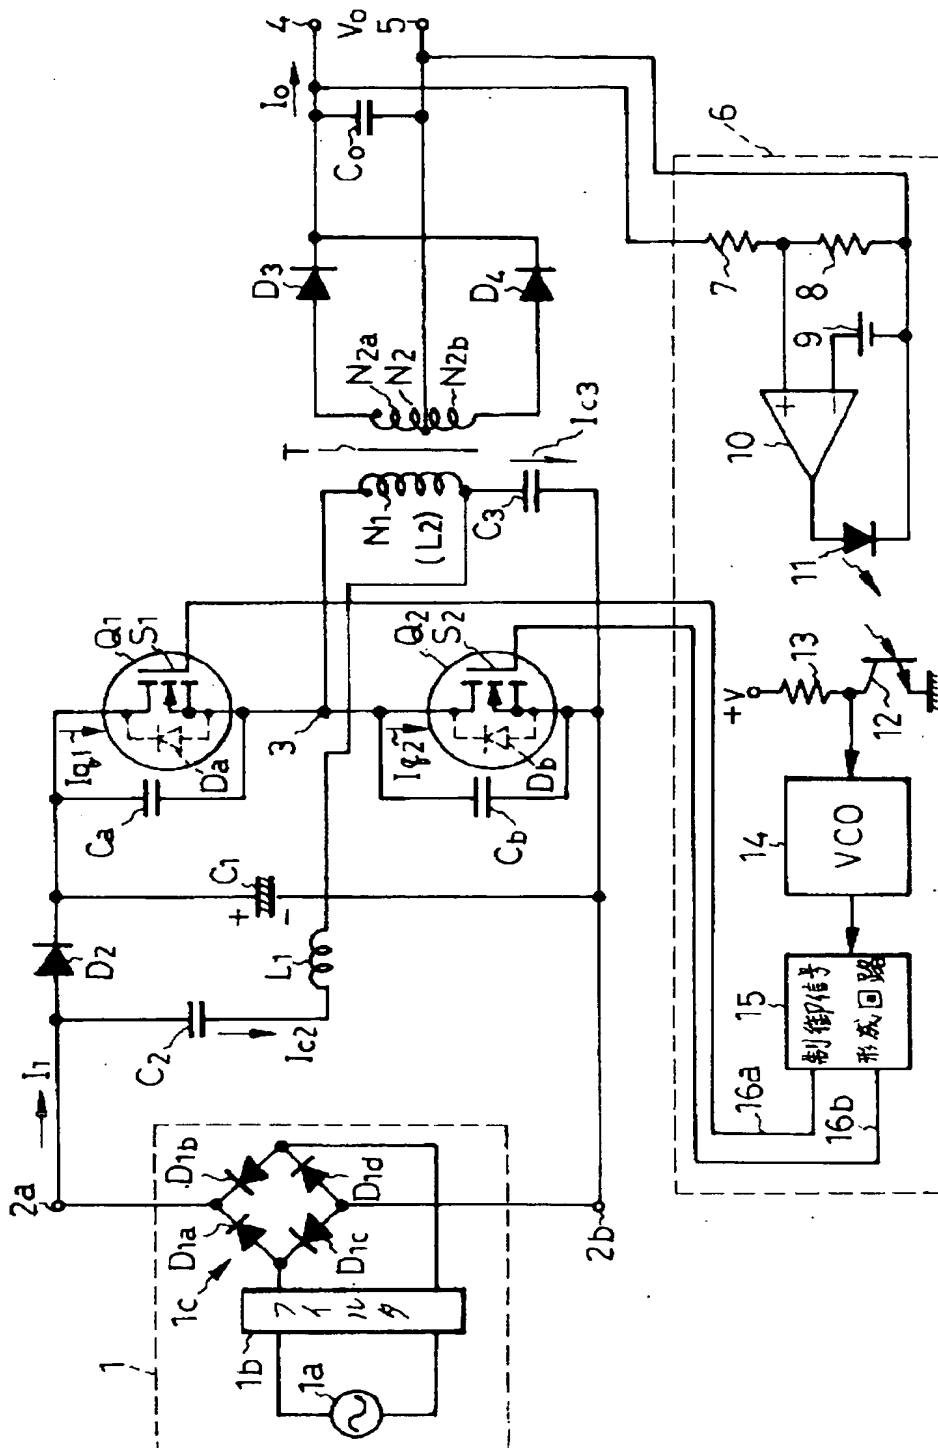 1
1a
1b
フィルタ
1c
D1a
D1b
D1c
D1d
2a
2b
I1
C2
Ic2
L1
D2
C1
+
−
Ca
Cb
Iq1
Q1
S1
Da
3
Iq2
Q2
S2
Db
N1
(L2)
C3
Ic3
T
N2a
N2
N2b
D3
D4
Co
Io
4
Vo
5
6
7
8
9
10
+
−
11
+V
13
12
14
VCO
15
制御信号
形成回路
16a
16b